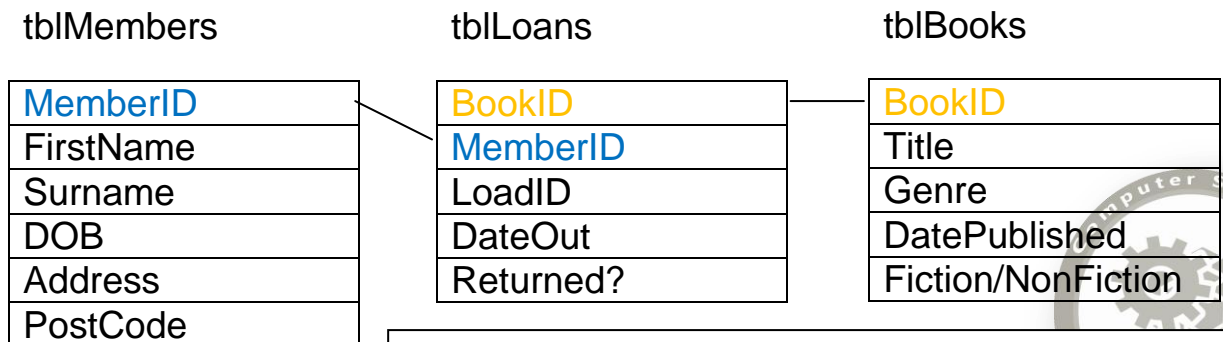 tblMembers
MemberID
FirstName
Surname
DOB
Address
PostCode
tblLoans
BookID
MemberID
LoadID
DateOut
Returned?
tblBooks
BookID
Title
Genre
DatePublished
Fiction/NonFiction
Computer S